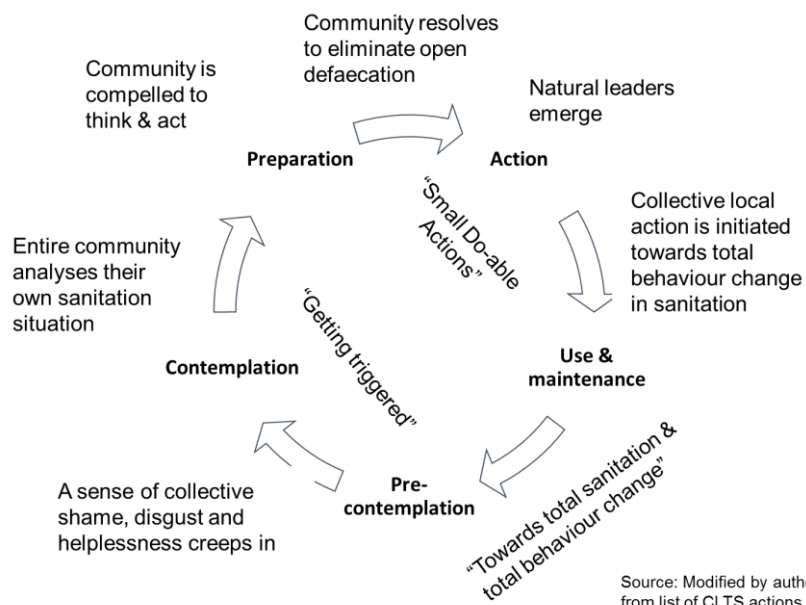 Community resolves
to eliminate open
defaecation
Community is
compelled to
think & act
Natural leaders
emerge
Preparation
Action
"Small Do-able
Actions"
Collective local
action is initiated
towards total
behaviour change
in sanitation
Entire community
analyses their
own sanitation
situation
"Getting triggered"
Contemplation
Use &
maintenance
Pre-
contemplation
A sense of collective
shame, disgust and
helplessness creeps in
"Towards total sanitation &
total behaviour change"
Source: Modified by autho
from list of CLTS actions